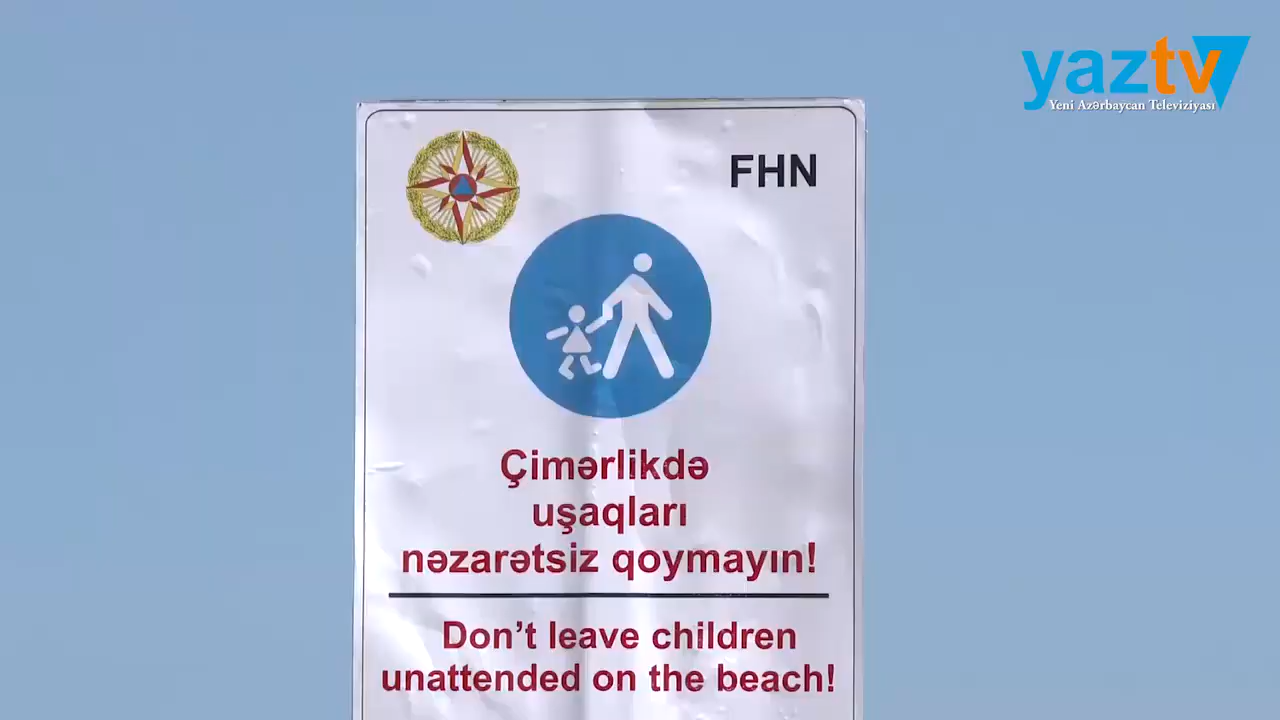 yaztv
Yeni Azərbaycan Televiziyası
FHN
Çimərlikdə
uşaqları
nəzarətsiz qoymayın!
Don't leave children
unattended on the beach!